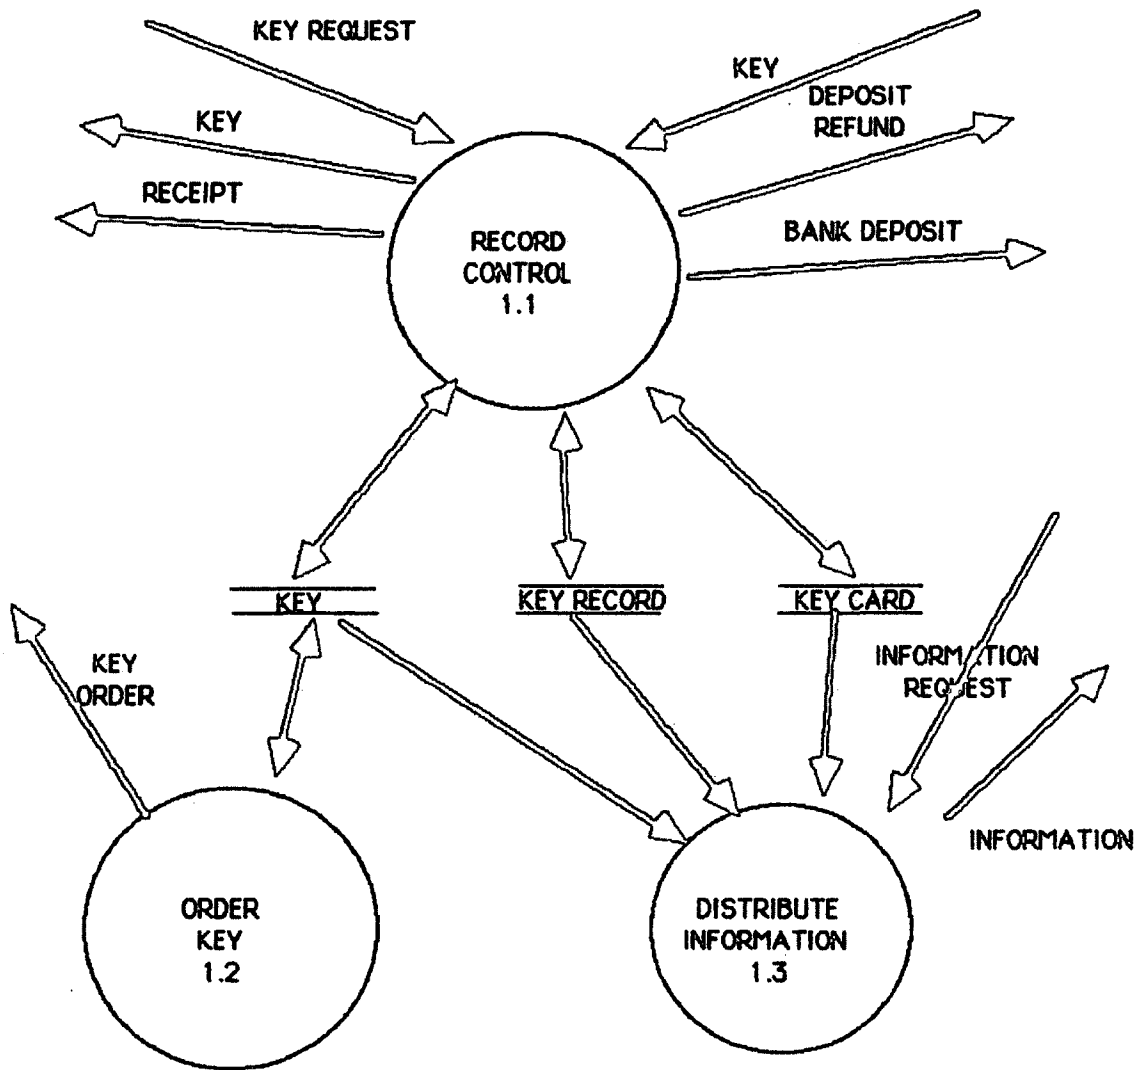 KEY REQUEST
KEY
KEY
DEPOSIT
REFUND
RECEIPT
BANK DEPOSIT
RECORD
CONTROL
1.1
KEY
KEY RECORD
KEY CARD
KEY
ORDER
INFORMATION
REQUEST
INFORMATION
ORDER
KEY
1.2
DISTRIBUTE
INFORMATION
1.3